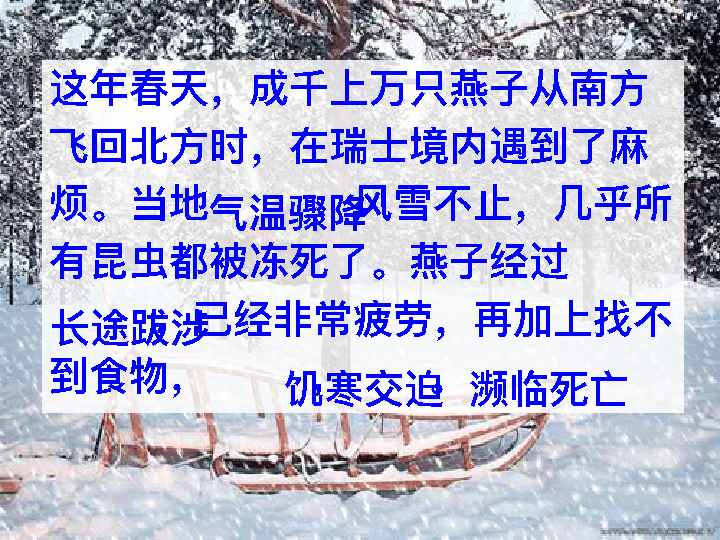 这年春天，成千上万只燕子从南方
飞回北方时，在瑞士境内遇到了麻
烦。当地气温骤降风雪不止，几乎所
有昆虫都被冻死了。燕子经过
长途跋涉已经非常疲劳，再加上找不
到食物，饥寒交迫，濒临死亡